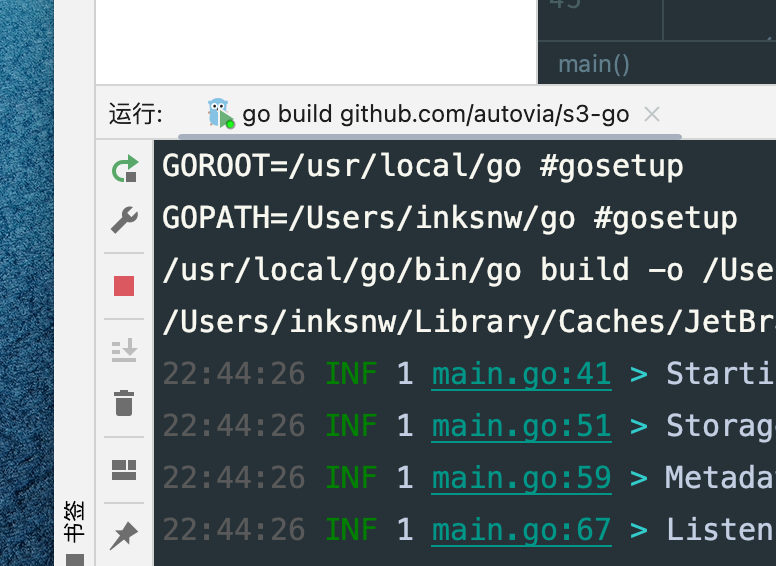 main()
运行:
go build github.com/autovia/s3-go
GOROOT=/usr/local/go #gosetup
GOPATH=/Users/inksnw/go #gosetup
/usr/local/go/bin/go build -o /Use
/Users/inksnw/Library/Caches/JetBra
22:44:26 INF 1 main.go:41 > Starti
22:44:26 INF 1 main.go:51 > Storag
22:44:26 INF 1 main.go:59 > Metada
22:44:26 INF 1 main.go:67 > Listen
书签